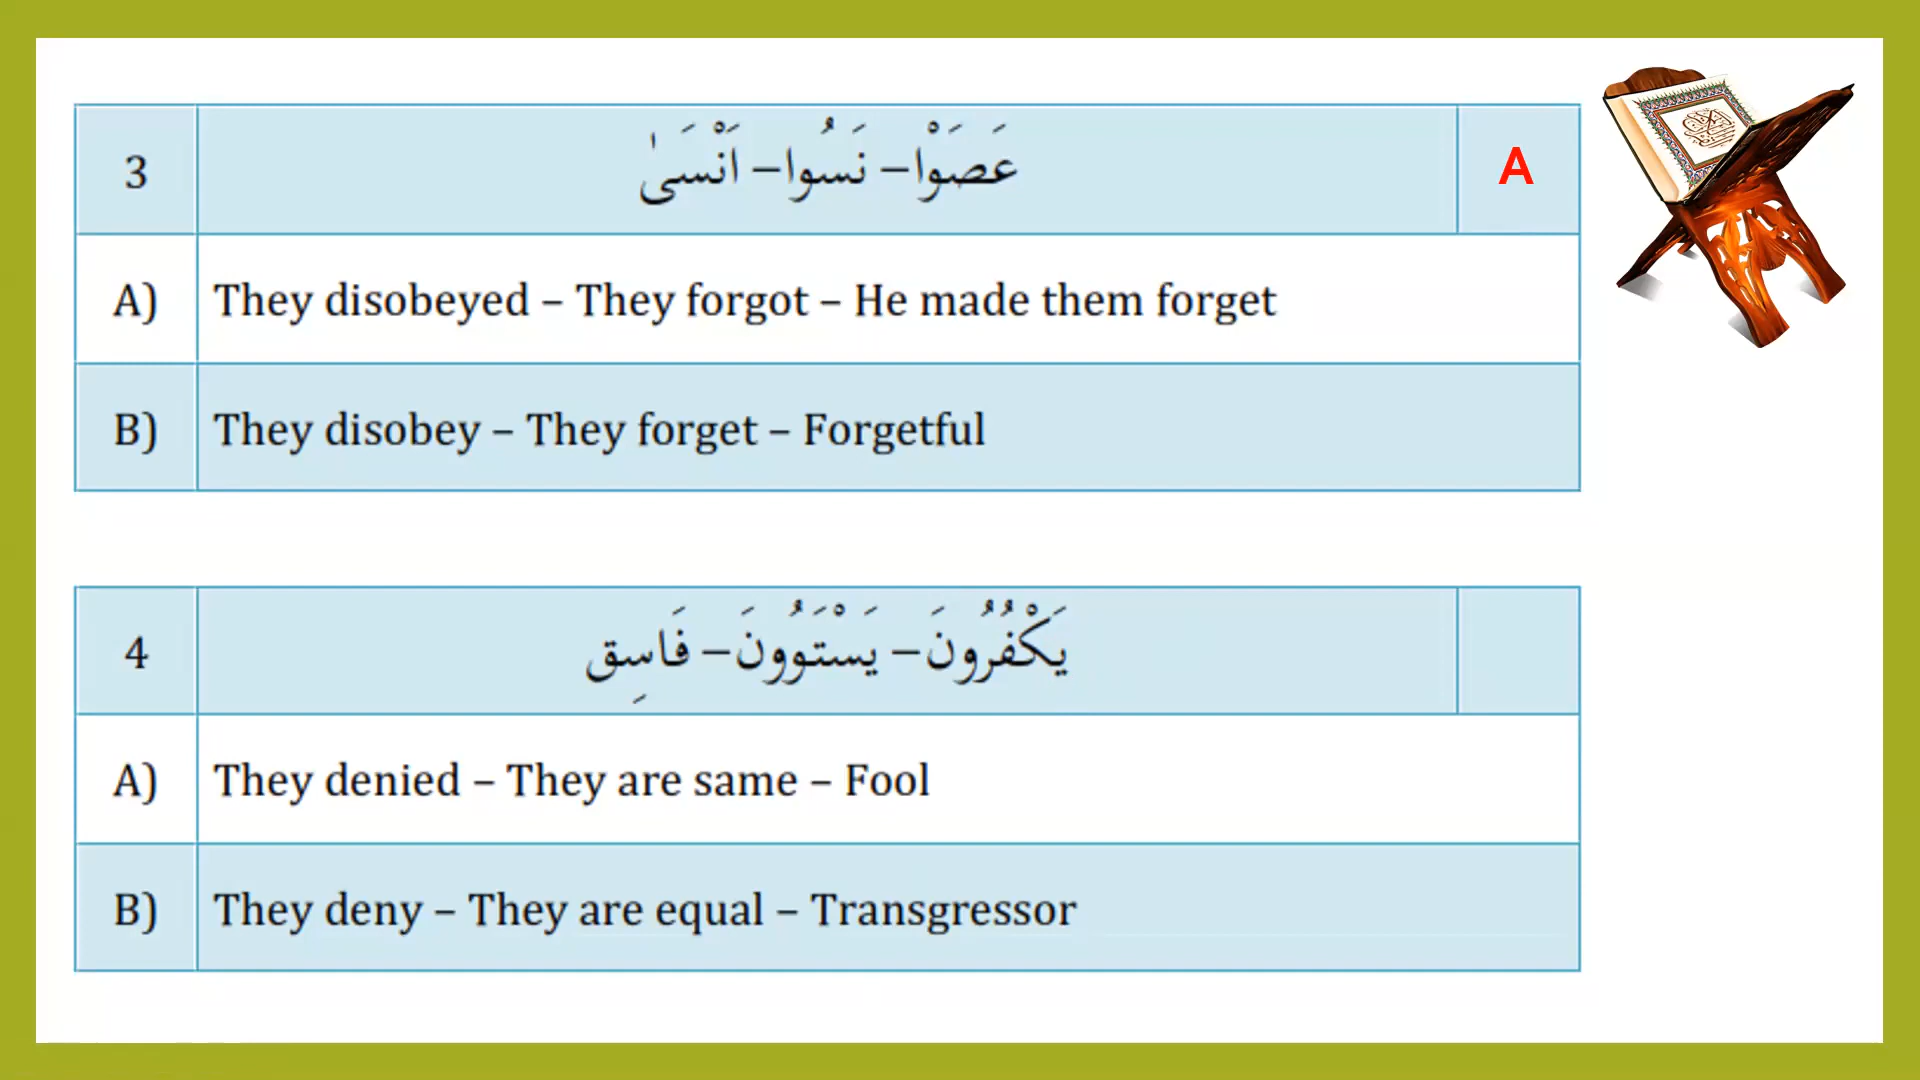 3 عَصَوْا – نَسُوا – اَنْسَىٰ A
A) They disobeyed – They forgot – He made them forget
B) They disobey – They forget – Forgetful
4 يَكْفُرُونَ – يَسْتَوُونَ – فَاسِق
A) They denied – They are same – Fool
B) They deny – They are equal – Transgressor